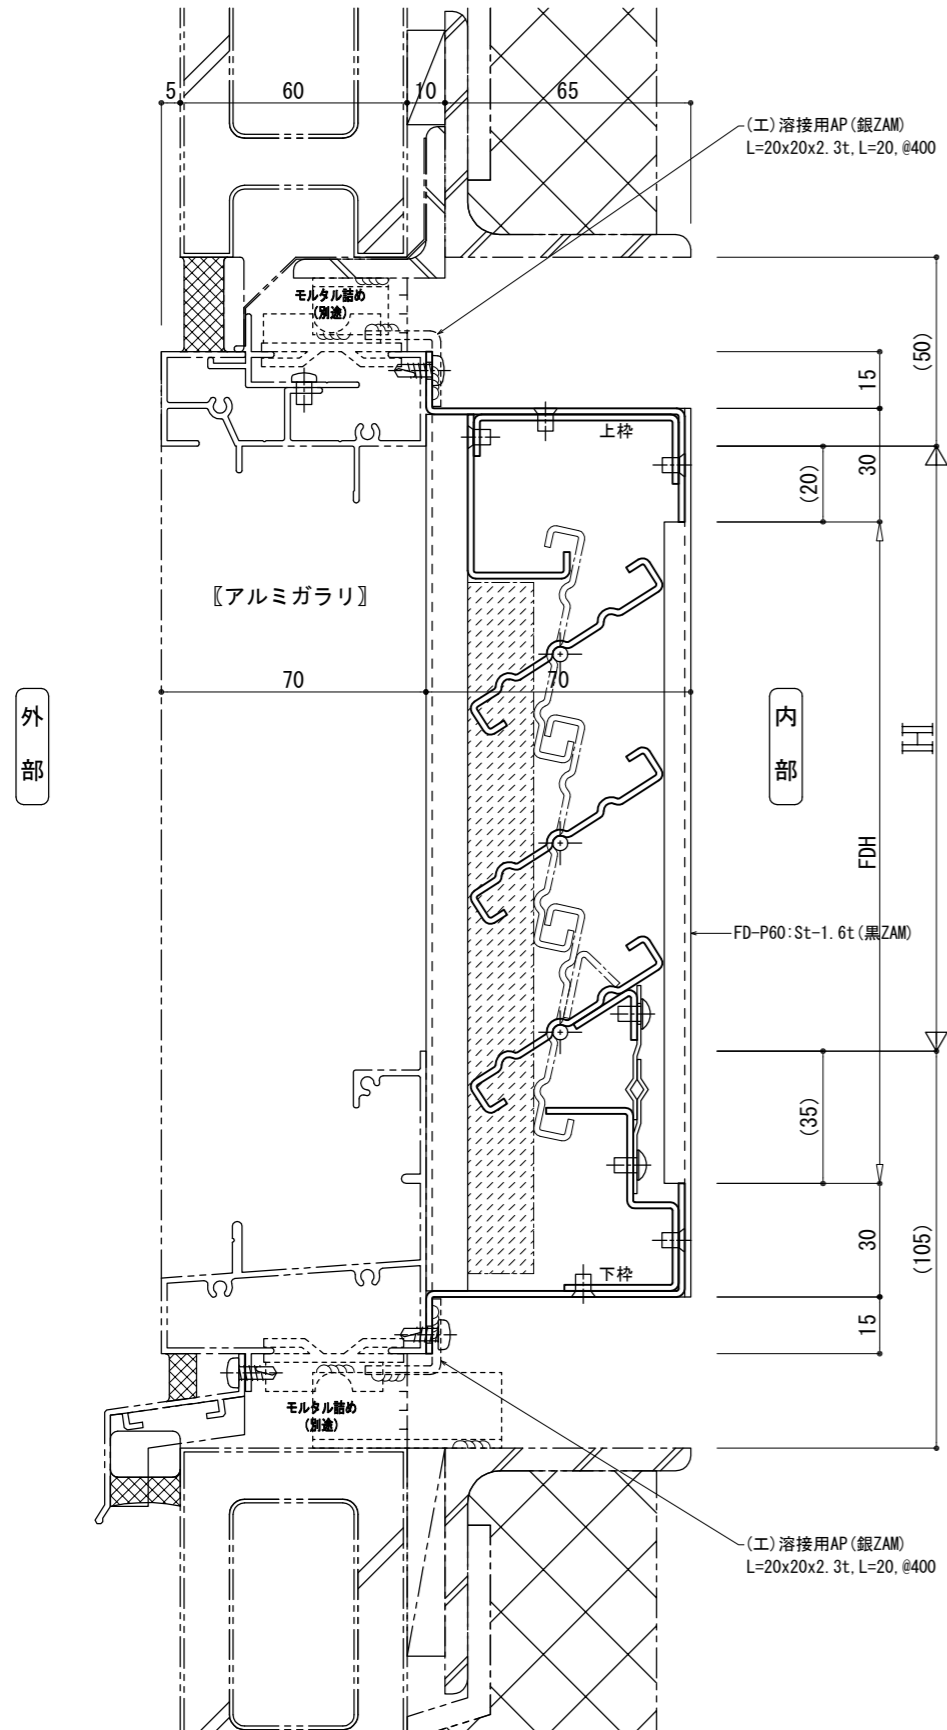 5
60
10
65
(エ)溶接用AP(銀ZAM)
L=20x20x2.3t,L=20,@400
モルタル詰め
(別途)
(50)
15
上枠
30
(20)
〖アルミガラリ〗
70
70
外部
内部
H
FDH
FD-P60:St-1.6t(黒ZAM)
(35)
30
(105)
下枠
15
モルタル詰め
(別途)
(エ)溶接用AP(銀ZAM)
L=20x20x2.3t,L=20,@400